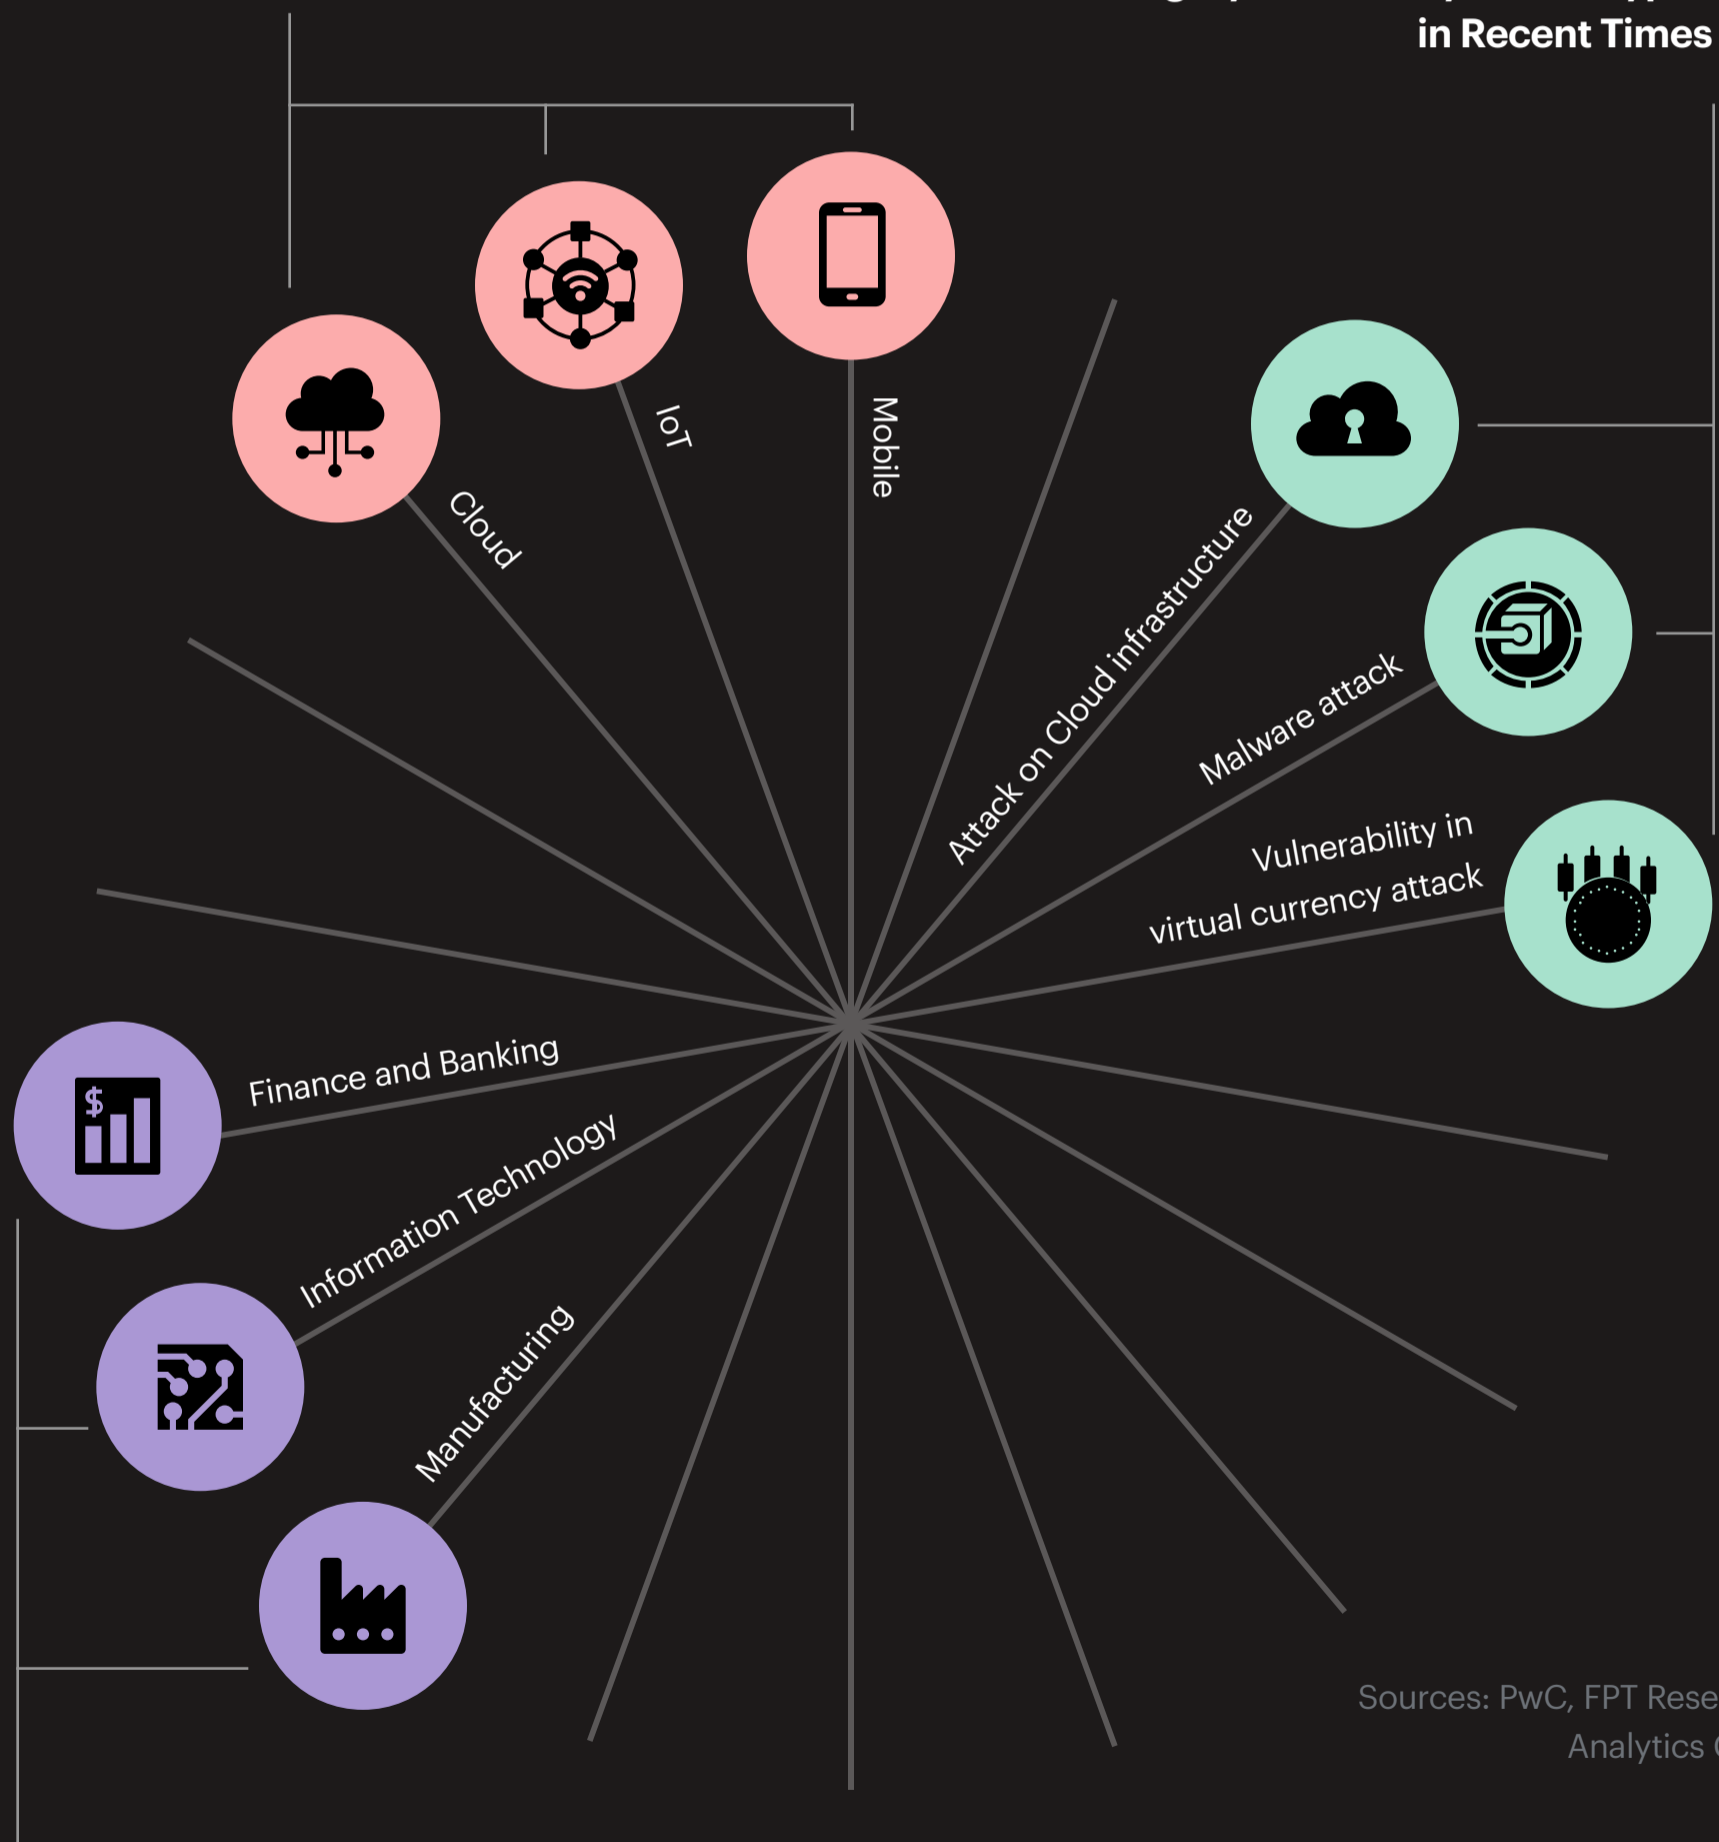 in Recent Times
Mobile
IoT
Cloud
Attack on Cloud infrastructure
Malware attack
Vulnerability in
virtual currency attack
Finance and Banking
Information Technology
Manufacturing
Sources: PwC, FPT
Analytics